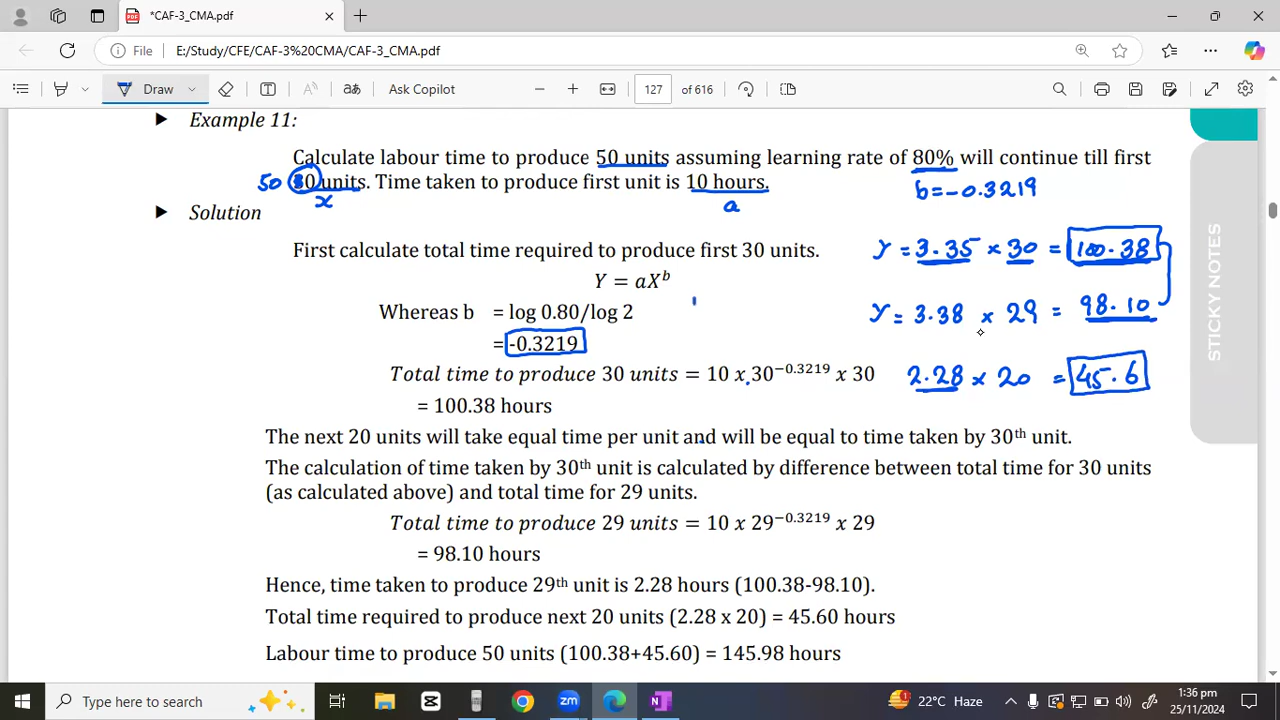 *CAF-3_CMA.pdf
File E:/Study/CFE/CAF-3%20CMA/CAF-3_CMA.pdf
Draw Ask Copilot 127 of 616
Example 11:
Calculate labour time to produce 50 units assuming learning rate of 80% will continue till first
50 30 units. Time taken to produce first unit is 10 hours.
b=-0.3219
x
a
Solution
First calculate total time required to produce first 30 units.
y = 3.35 × 30 = 100.38
Y = aXᵇ
Whereas b = log 0.80/log 2
y = 3.38 × 29 = 98.10
= -0.3219
Total time to produce 30 units = 10 x 30⁻⁰·³²¹⁹ x 30
2.28 × 20 = 45.6
= 100.38 hours
The next 20 units will take equal time per unit and will be equal to time taken by 30ᵗʰ unit.
The calculation of time taken by 30ᵗʰ unit is calculated by difference between total time for 30 units
(as calculated above) and total time for 29 units.
Total time to produce 29 units = 10 x 29⁻⁰·³²¹⁹ x 29
= 98.10 hours
Hence, time taken to produce 29ᵗʰ unit is 2.28 hours (100.38-98.10).
Total time required to produce next 20 units (2.28 x 20) = 45.60 hours
Labour time to produce 50 units (100.38+45.60) = 145.98 hours
STICKY NOTES
Type here to search
22°C Haze
1:36 pm
25/11/2024